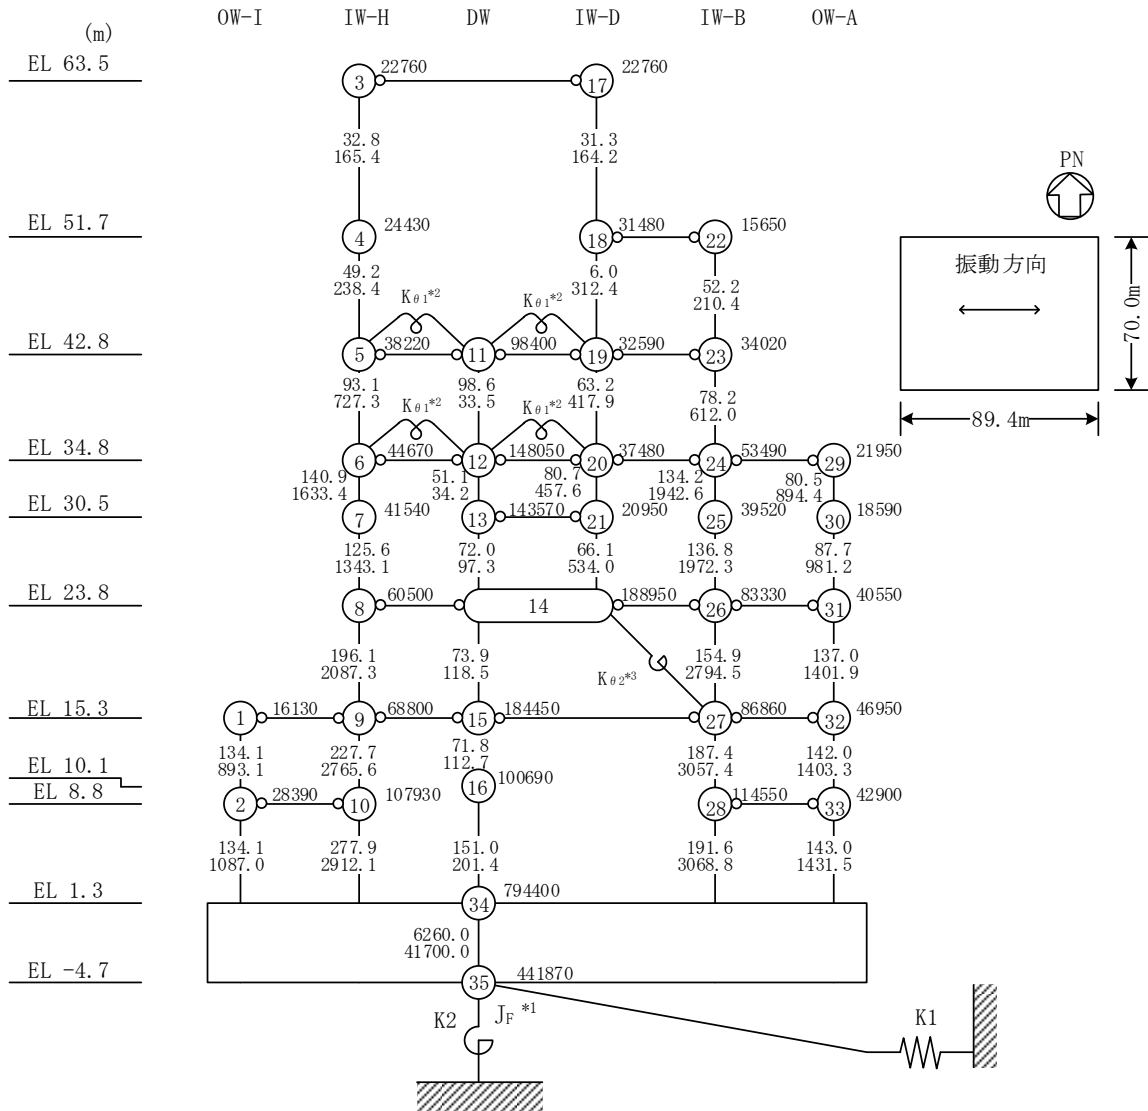 OW-I IW-H DW IW-D IW-B OW-A
(m)
EL 63.5
3 22760 17 22760
32.8 31.3
165.4 164.2
PN
EL 51.7
4 24430 18 31480 22 15650
振動方向
49.2 6.0 52.2
238.4 312.4 210.4
Kθ1*2 Kθ1*2
70.0m
EL 42.8
5 38220 11 98400 19 32590 23 34020
93.1 98.6 63.2 78.2
727.3 33.5 417.9 612.0
Kθ1*2 Kθ1*2
89.4m
EL 34.8
6 44670 12 148050 20 37480 24 53490 29 21950
140.9 51.1 80.7 134.2 80.5
1633.4 34.2 457.6 1942.6 894.4
EL 30.5
7 41540 13 143570 21 20950 25 39520 30 18590
125.6 72.0 66.1 136.8 87.7
1343.1 97.3 534.0 1972.3 981.2
EL 23.8
8 60500 14 188950 26 83330 31 40550
196.1 73.9 154.9 137.0
2087.3 118.5 2794.5 1401.9
Kθ2*3
EL 15.3
1 16130 9 68800 15 184450 27 86860 32 46950
134.1 227.7 71.8 187.4 142.0
893.1 2765.6 112.7 3057.4 1403.3
EL 10.1
16 100690
EL 8.8
2 28390 10 107930 28 114550 33 42900
134.1 277.9 151.0 191.6 143.0
1087.0 2912.1 201.4 3068.8 1431.5
EL 1.3
34 794400
6260.0
41700.0
EL -4.7
35 441870
K2 JF *1 K1